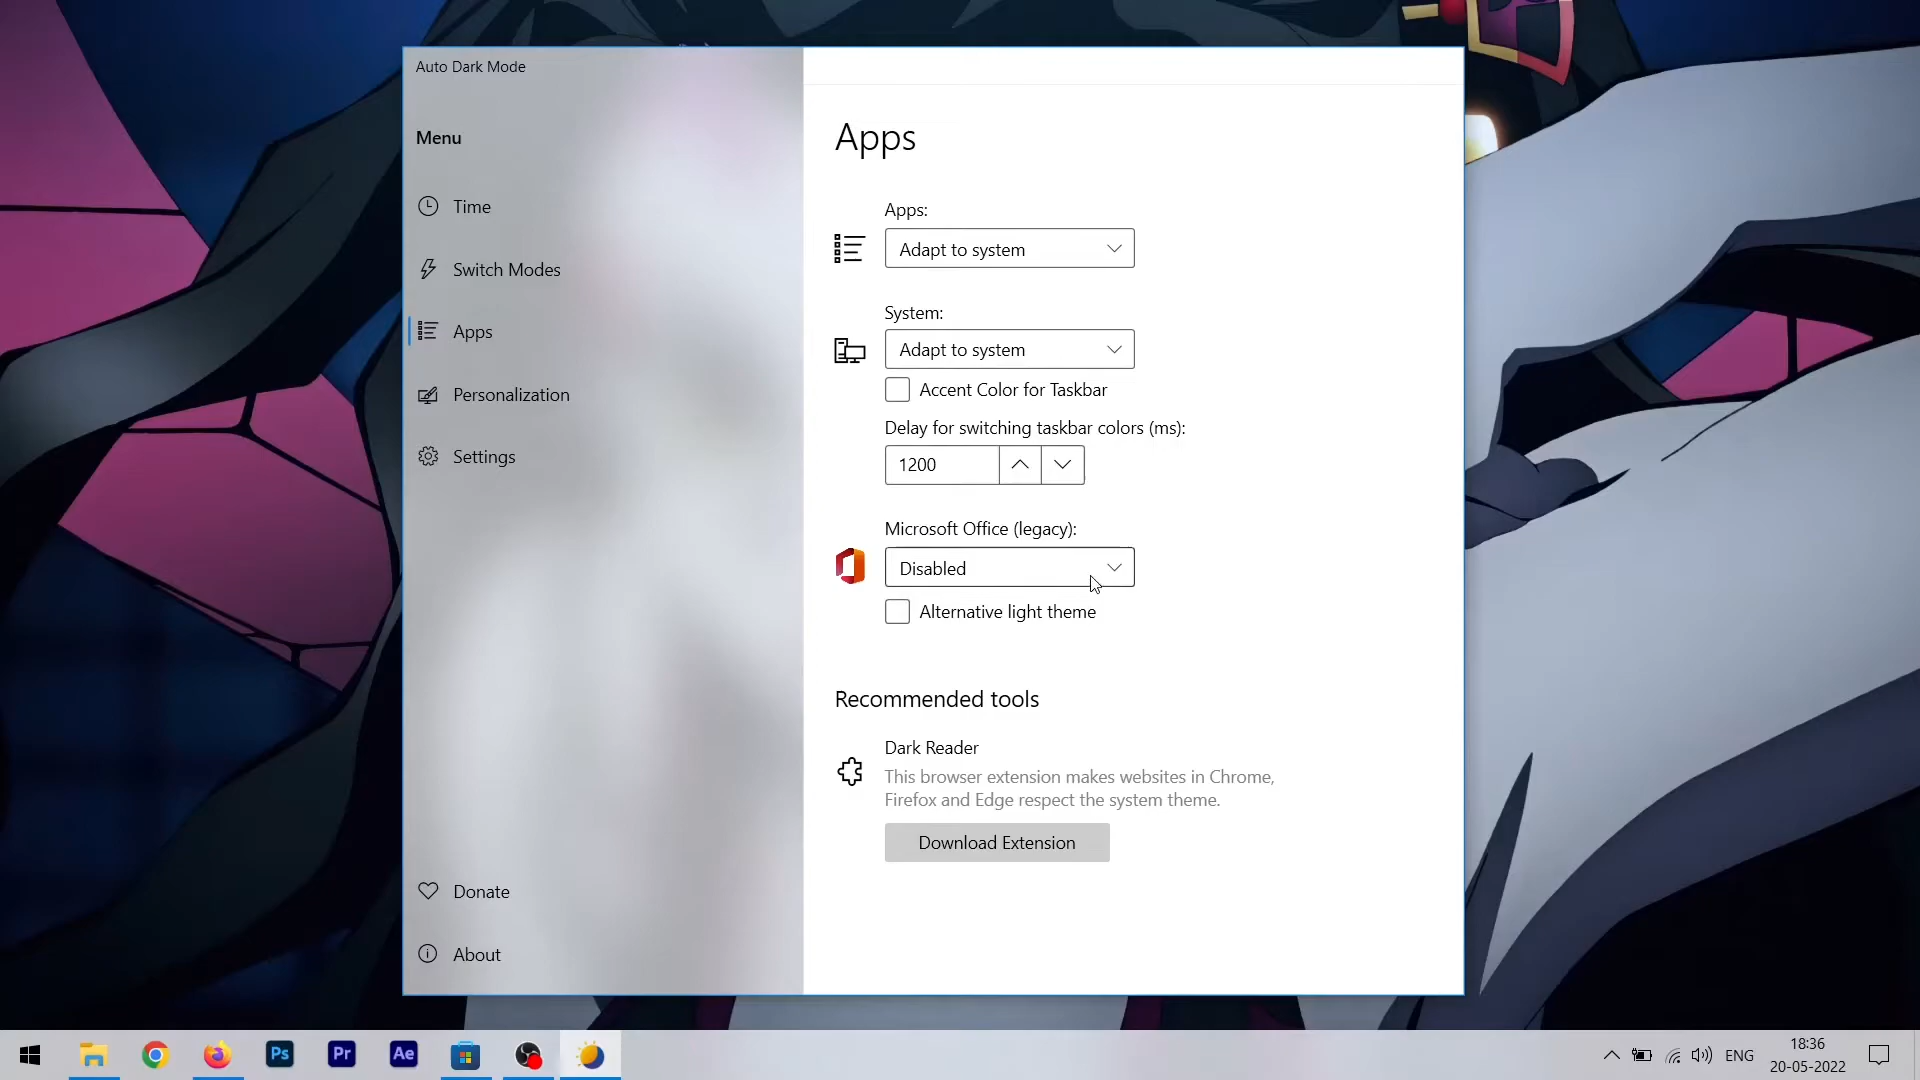 Auto Dark Mode
Menu
Time
Switch Modes
Apps
Personalization
Settings
Donate
About
Apps
Apps:
Adapt to system
System:
Adapt to system
Accent Color for Taskbar
Delay for switching taskbar colors (ms):
1200
Microsoft Office (legacy):
Disabled
Alternative light theme
Recommended tools
Dark Reader
This browser extension makes websites in Chrome,
Firefox and Edge respect the system theme.
Download Extension
Ps
Pr
Ae
ENG
18:36
20-05-2022